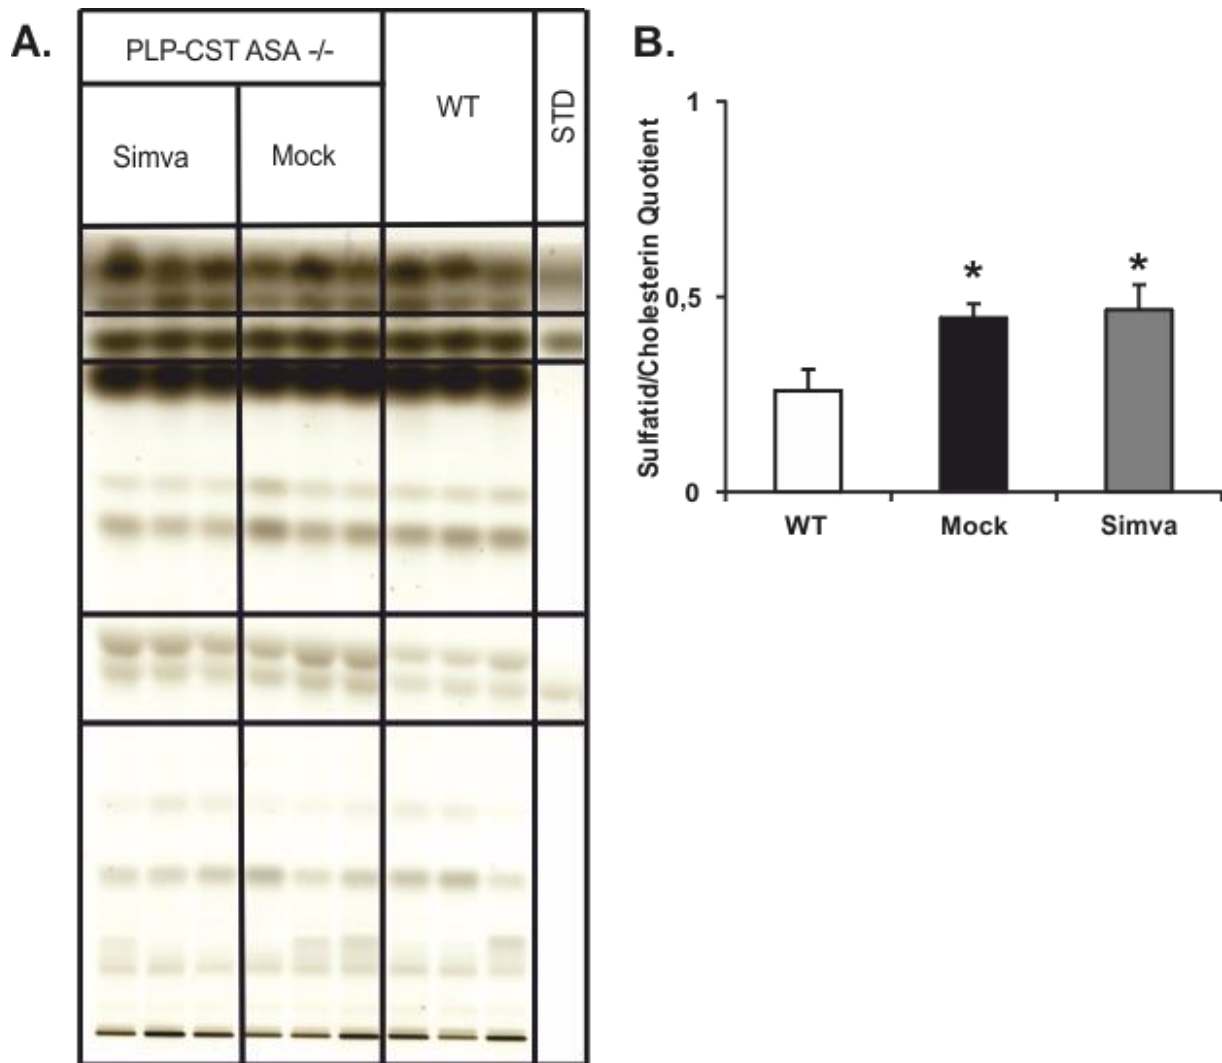 A.
PLP-CST ASA -/-
Simva
Mock
WT
STD
B.
Sulfatid/Cholesterin Quotient
1
0,5
0
*
*
WT
Mock
Simva